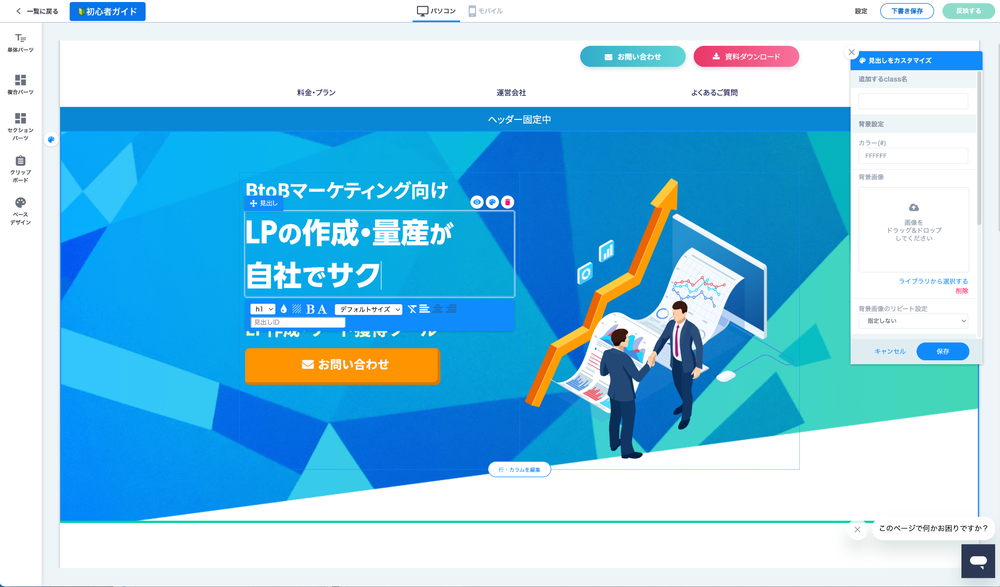 一覧に戻る
初心者ガイド
パソコン
モバイル
設定
下書き保存
反映する
単体パーツ
複合パーツ
セクション
パーツ
クリップ
ボード
ベース
デザイン
お問い合わせ
資料ダウンロード
料金・プラン
運営会社
よくあるご質問
ヘッダー固定中
BtoBマーケティング向け
見出し
LPの作成・量産が
自社でサク
h1
B A
デフォルトサイズ
見出しID
お問い合わせ
行・カラムを編集
見出しをカスタマイズ
追加するclass名
背景設定
カラー(#)
FFFFFF
背景画像
画像を
ドラッグ&ドロップ
してください
ライブラリから選択する
削除
背景画像のリピート設定
指定しない
キャンセル
保存
このページで何かお困りですか？